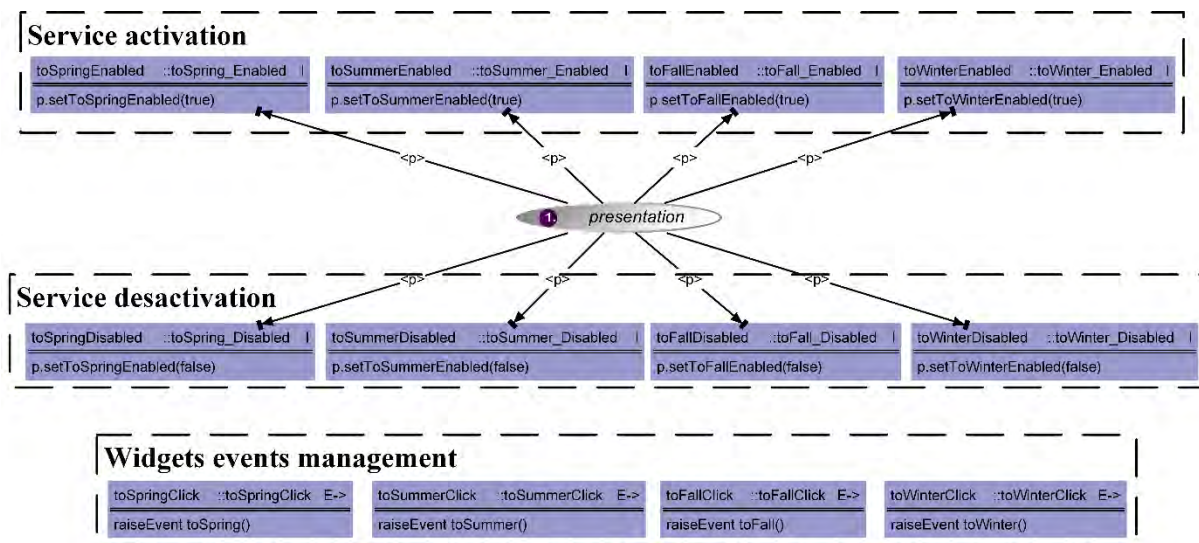 Service activation
toSpringEnabled ::toSpring_Enabled I
p.setToSpringEnabled(true)
toSummerEnabled ::toSummer_Enabled I
p.setToSummerEnabled(true)
toFallEnabled ::toFall_Enabled I
p.setToFallEnabled(true)
toWinterEnabled ::toWinter_Enabled I
p.setToWinterEnabled(true)
<p>
<p>
<p>
<p>
1. presentation
<p>
<p>
<p>
<p>
Service desactivation
toSpringDisabled ::toSpring_Disabled I
p.setToSpringEnabled(false)
toSummerDisabled ::toSummer_Disabled I
p.setToSummerEnabled(false)
toFallDisabled ::toFall_Disabled I
p.setToFallEnabled(false)
toWinterDisabled ::toWinter_Disabled I
p.setToWinterEnabled(false)
Widgets events management
toSpringClick ::toSpringClick E->
raiseEvent toSpring()
toSummerClick ::toSummerClick E->
raiseEvent toSummer()
toFallClick ::toFallClick E->
raiseEvent toFall()
toWinterClick ::toWinterClick E->
raiseEvent toWinter()